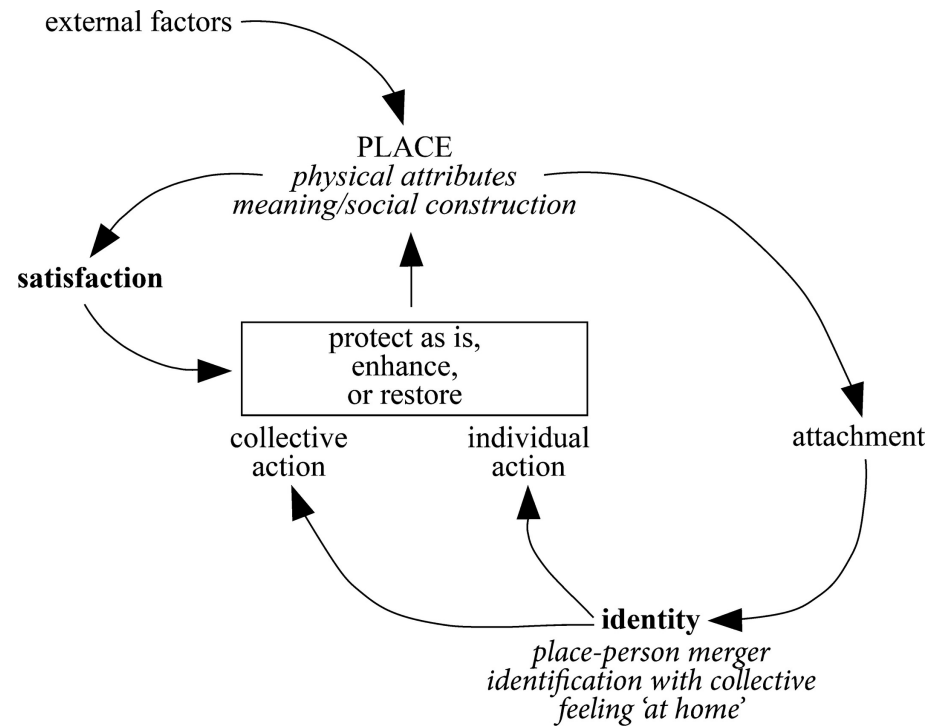 external factors
PLACE
physical attributes
meaning/social construction
satisfaction
protect as is,
enhance,
or restore
collective
action
individual
action
attachment
identity
place-person merger
identification with collective
feeling ‘at home’